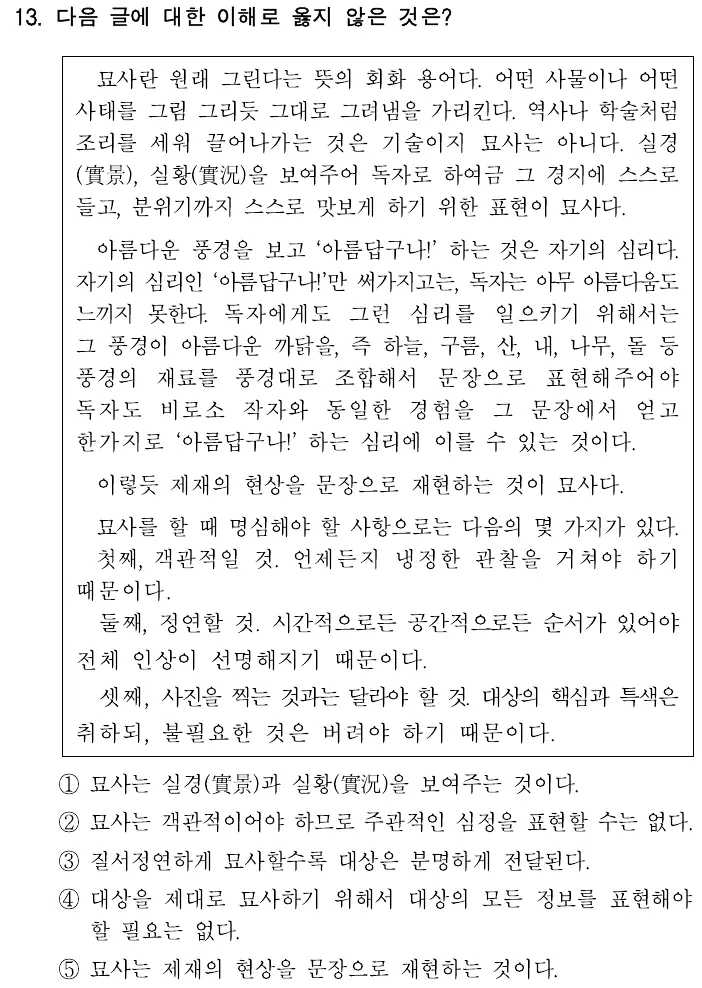 13. 다음 글에 대한 이해로 옳지 않은 것은?
묘사란 원래 그린다는 뜻의 회화 용어다. 어떤 사물이나 어떤
사태를 그림 그리듯 그대로 그려냄을 가리킨다. 역사나 학술처럼
조리를 세워 끌어나가는 것은 기술이지 묘사는 아니다. 실경
(實景), 실황(實況)을 보여주어 독자로 하여금 그 경지에 스스로
들고, 분위기까지 스스로 맛보게 하기 위한 표현이 묘사다.
아름다운 풍경을 보고 ‘아름답구나!’ 하는 것은 자기의 심리다.
자기의 심리인 ‘아름답구나!’만 써가지고는, 독자는 아무 아름다움도
느끼지 못한다. 독자에게도 그런 심리를 일으키기 위해서는
그 풍경이 아름다운 까닭을, 즉 하늘, 구름, 산, 내, 나무, 돌 등
풍경의 재료를 풍경대로 조합해서 문장으로 표현해주어야
독자도 비로소 작자와 동일한 경험을 그 문장에서 얻고
한가지로 ‘아름답구나!’ 하는 심리에 이를 수 있는 것이다.
이렇듯 제재의 현상을 문장으로 재현하는 것이 묘사다.
묘사를 할 때 명심해야 할 사항으로는 다음의 몇 가지가 있다.
첫째, 객관적일 것. 언제든지 냉정한 관찰을 거쳐야 하기
때문이다.
둘째, 정연할 것. 시간적으로든 공간적으로든 순서가 있어야
전체 인상이 선명해지기 때문이다.
셋째, 사진을 찍는 것과는 달라야 할 것. 대상의 핵심과 특색은
취하되, 불필요한 것은 버려야 하기 때문이다.
① 묘사는 실경(實景)과 실황(實況)을 보여주는 것이다.
② 묘사는 객관적이어야 하므로 주관적인 심정을 표현할 수는 없다.
③ 질서정연하게 묘사할수록 대상은 분명하게 전달된다.
④ 대상을 제대로 묘사하기 위해서 대상의 모든 정보를 표현해야
할 필요는 없다.
⑤ 묘사는 제재의 현상을 문장으로 재현하는 것이다.